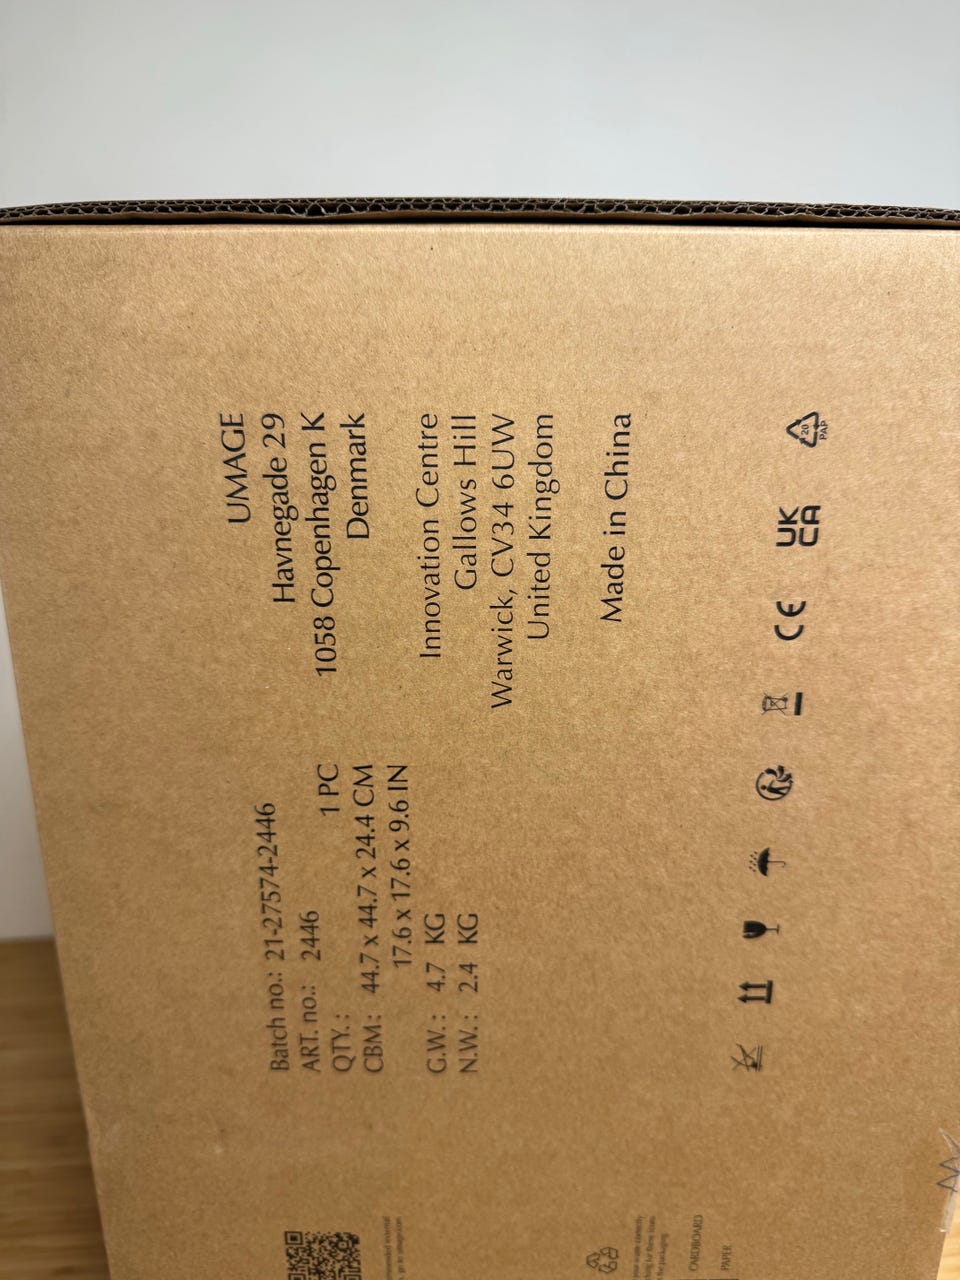 UMAGE
Havnegade 29
1058 Copenhagen K
Denmark
Innovation Centre
Gallows Hill
Warwick, CV34 6UW
United Kingdom
Made in China
Batch no.: 21-27574-2446
ART. no.: 2446
QTY. : 1 PC
CBM : 44.7 x 44.7 x 24.4 CM
17.6 x 17.6 x 9.6 IN
G.W. : 4.7 KG
N.W. : 2.4 KG
CE
UK
CA
20
PAP
CARDBOARD
PAPER